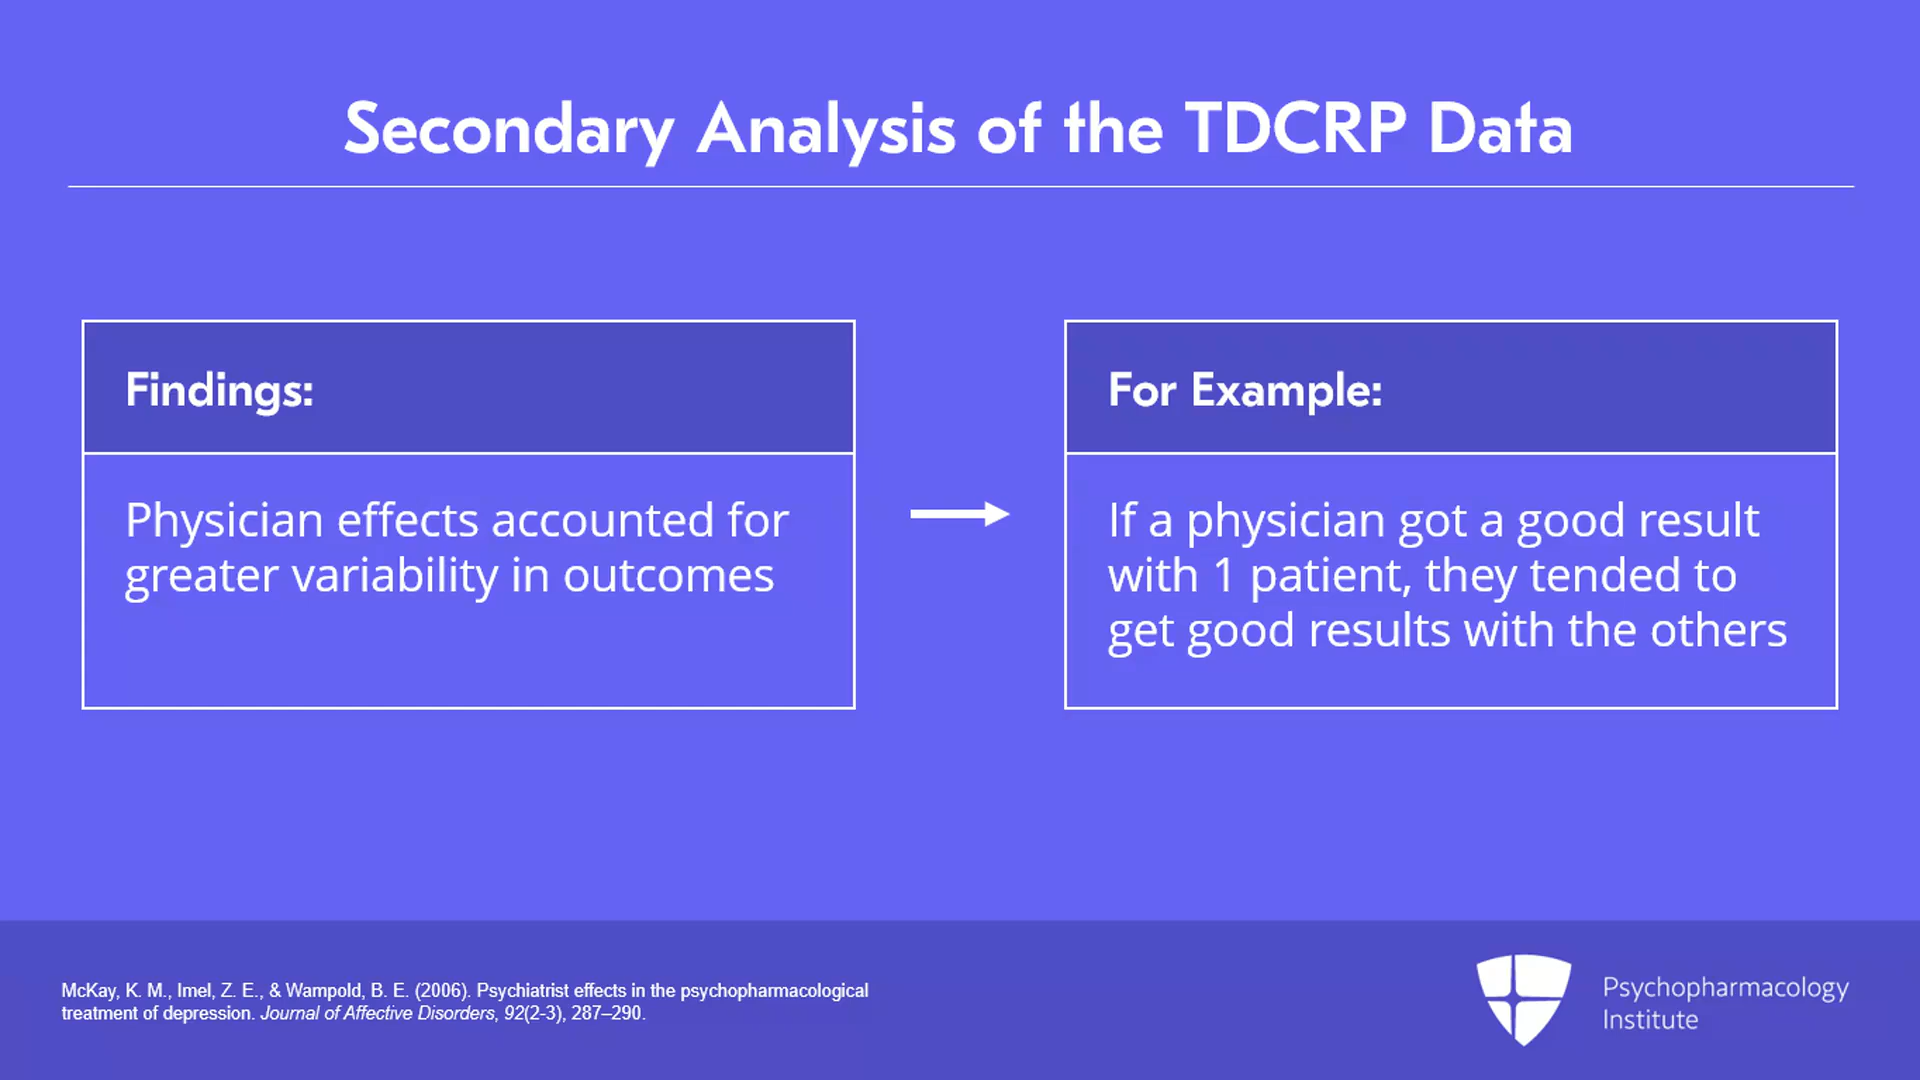 Secondary Analysis of the TDCRP Data
Findings:
Physician effects accounted for
greater variability in outcomes
For Example:
If a physician got a good result
with 1 patient, they tended to
get good results with the others
McKay, K. M., Imel, Z. E., & Wampold, B. E. (2006). Psychiatrist effects in the psychopharmacological
treatment of depression. Journal of Affective Disorders, 92(2-3), 287–290.
Psychopharmacology
Institute